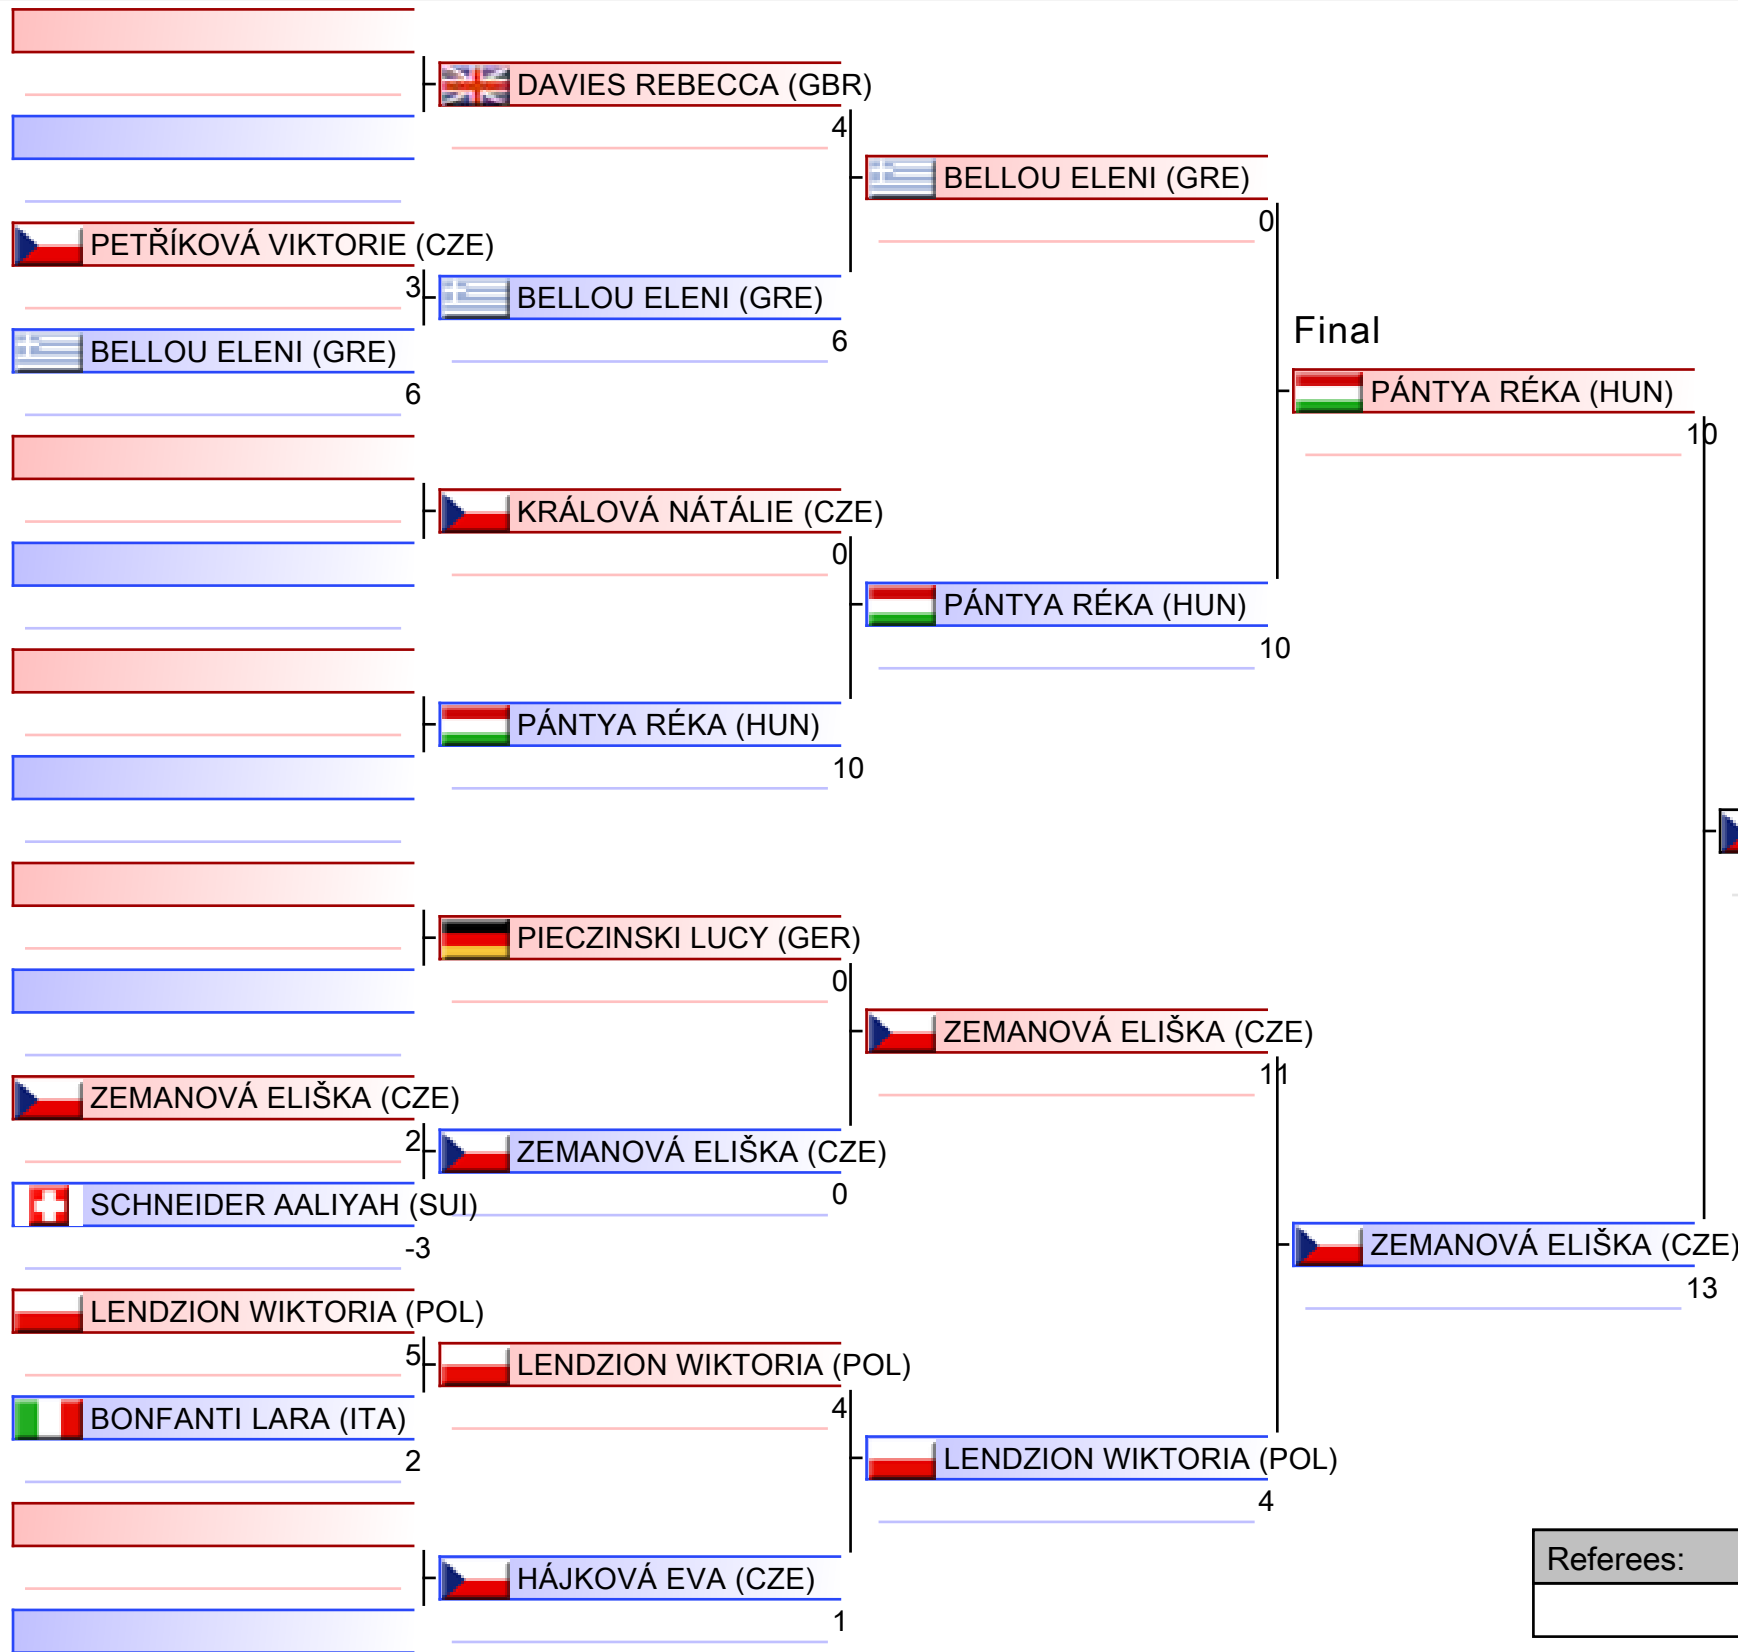 DAVIES REBECCA (GBR)
4
PETŘÍKOVÁ VIKTORIE (CZE)
3
BELLOU ELENI (GRE)
6
BELLOU ELENI (GRE)
6
BELLOU ELENI (GRE)
0
KRÁLOVÁ NÁTÁLIE (CZE)
0
PÁNTYA RÉKA (HUN)
10
PÁNTYA RÉKA (HUN)
10
Final
PÁNTYA RÉKA (HUN)
10
PIECZINSKI LUCY (GER)
0
ZEMANOVÁ ELIŠKA (CZE)
2
SCHNEIDER AALIYAH (SUI)
-3
ZEMANOVÁ ELIŠKA (CZE)
0
ZEMANOVÁ ELIŠKA (CZE)
11
LENDZION WIKTORIA (POL)
5
BONFANTI LARA (ITA)
2
LENDZION WIKTORIA (POL)
4
HÁJKOVÁ EVA (CZE)
1
LENDZION WIKTORIA (POL)
4
ZEMANOVÁ ELIŠKA (CZE)
13
Referees: